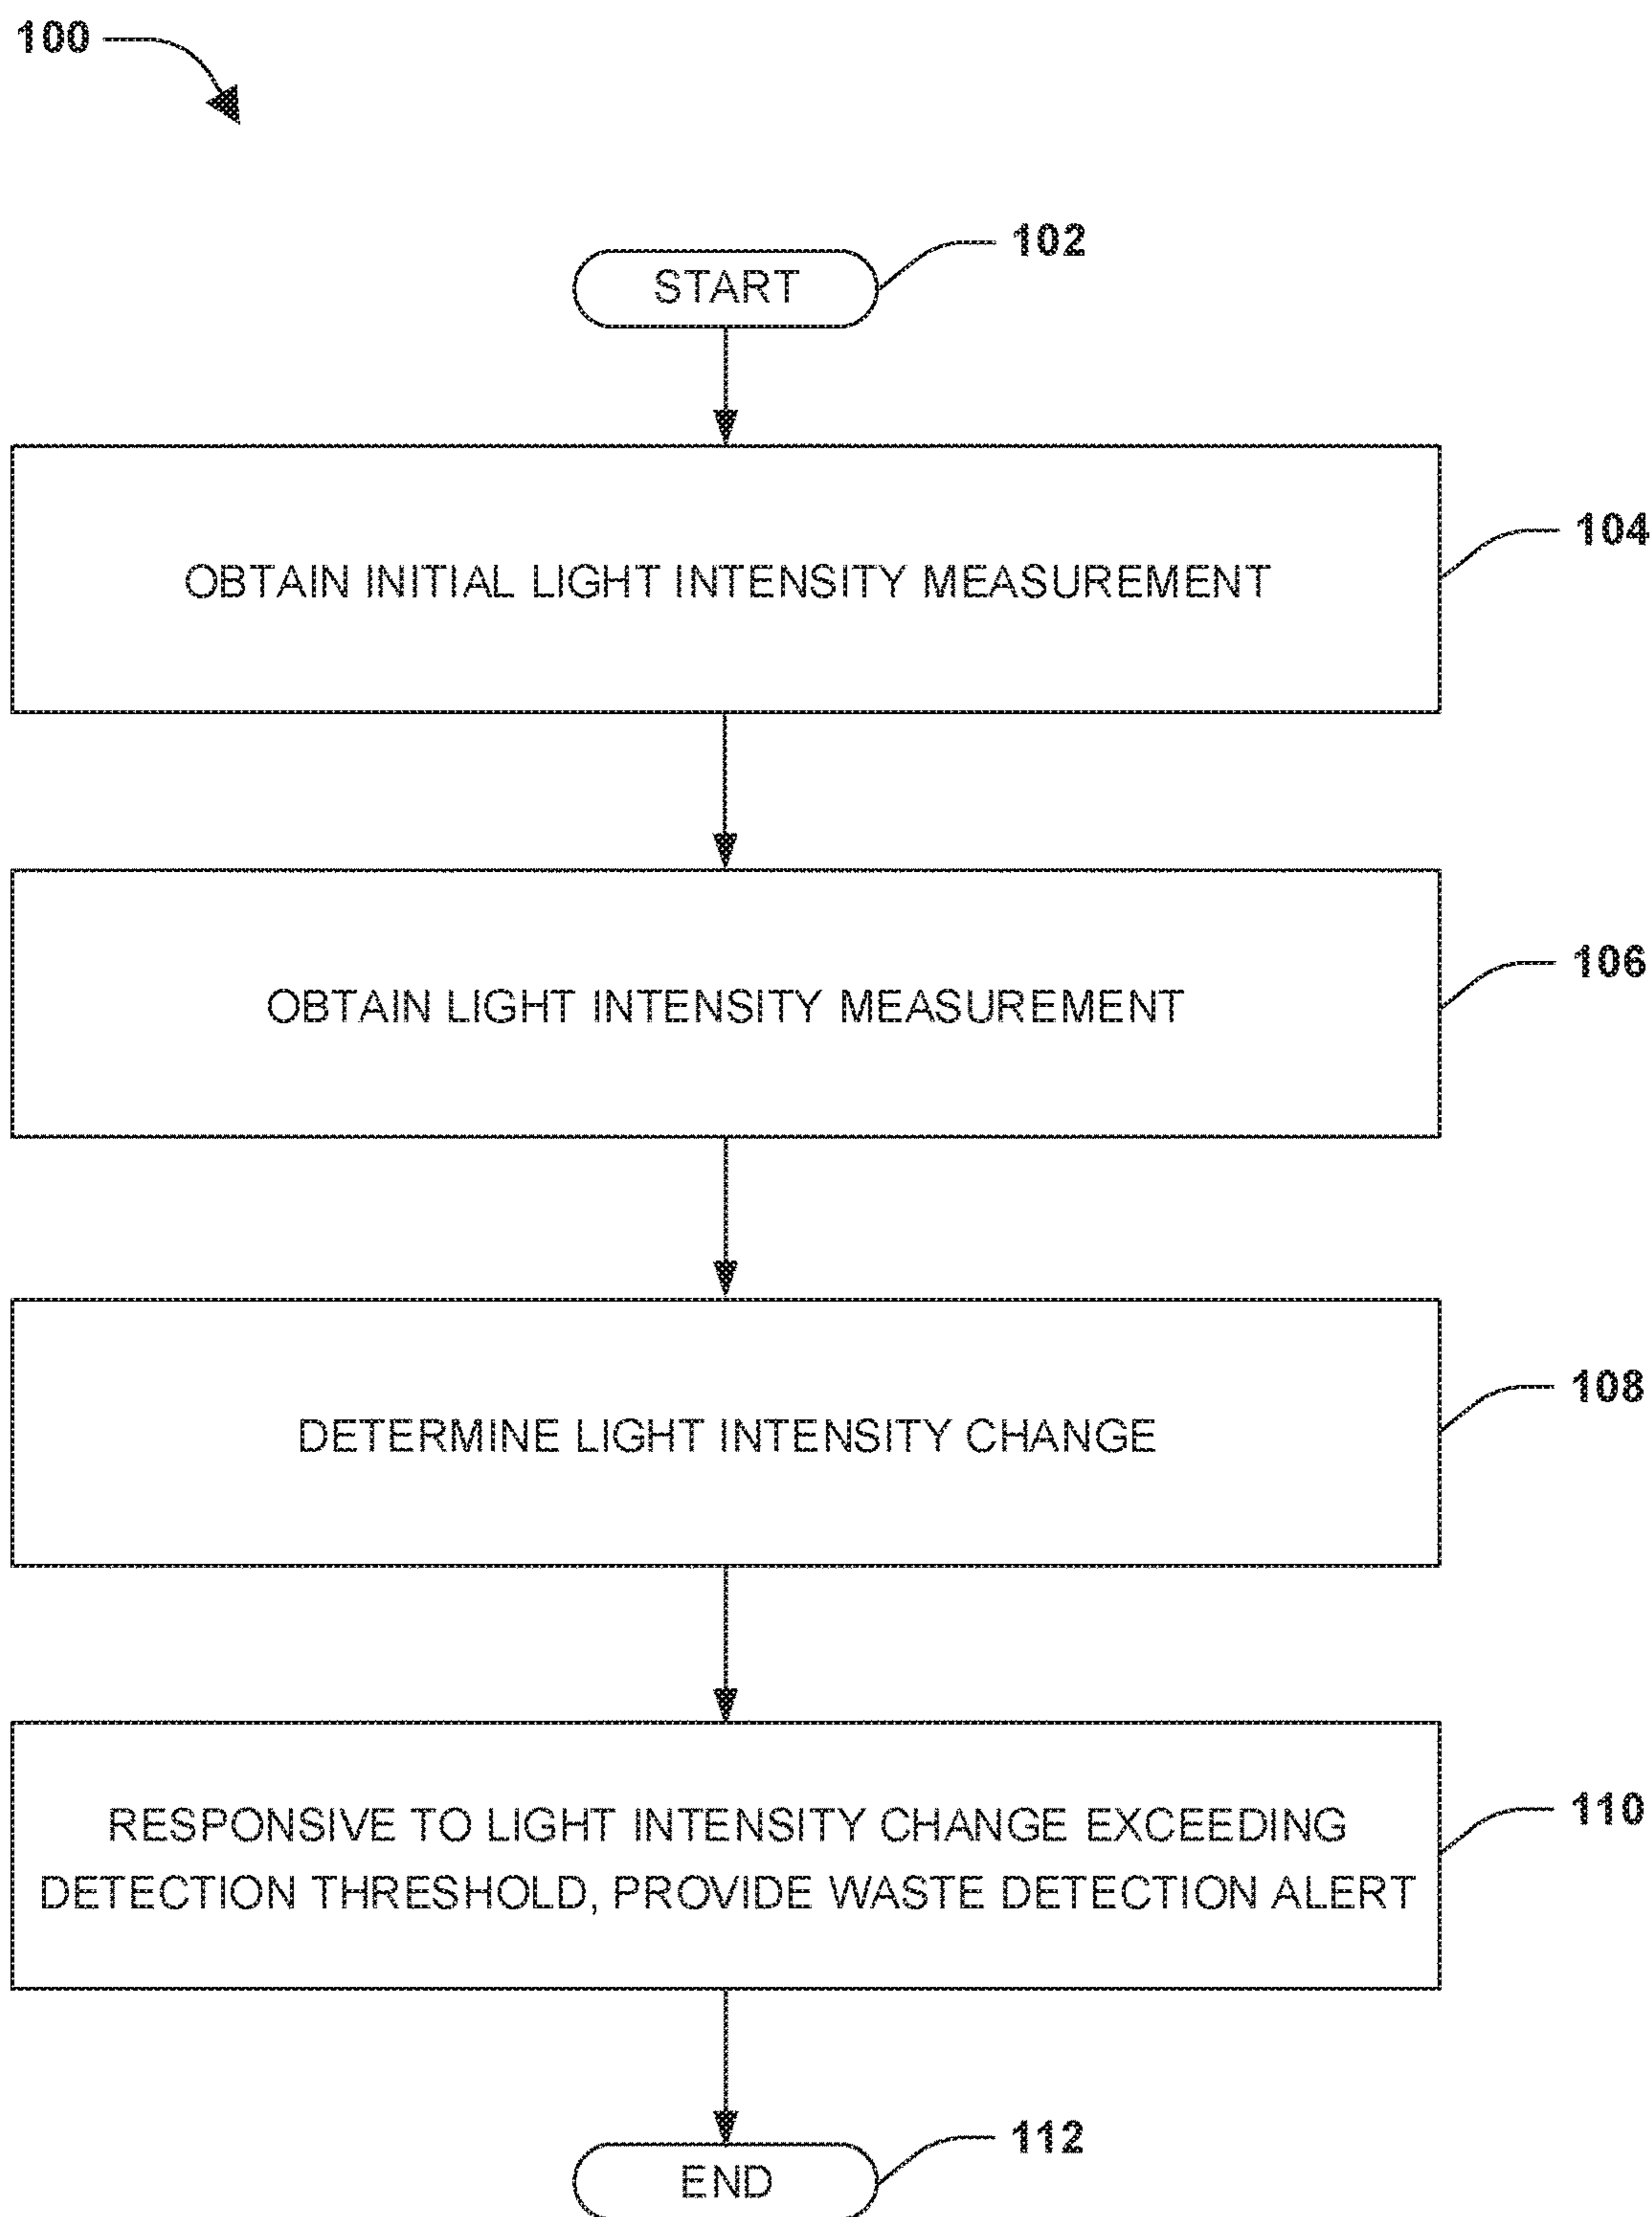 100
102
START
104
OBTAIN INITIAL LIGHT INTENSITY MEASUREMENT
106
OBTAIN LIGHT INTENSITY MEASUREMENT
108
DETERMINE LIGHT INTENSITY CHANGE
110
RESPONSIVE TO LIGHT INTENSITY CHANGE EXCEEDING
DETECTION THRESHOLD, PROVIDE WASTE DETECTION ALERT
112
END